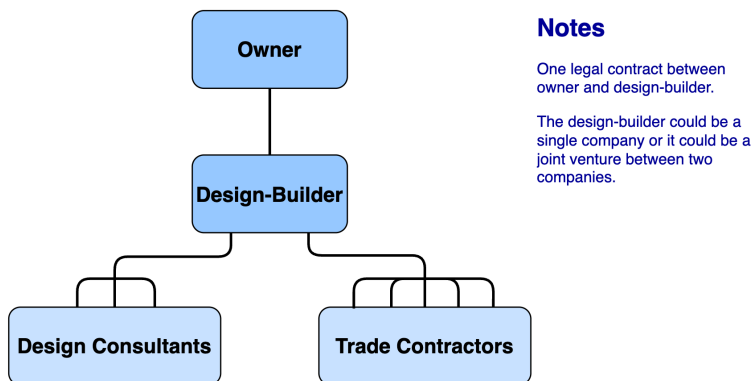 Owner
Notes
One legal contract between
owner and design-builder.
The design-builder could be a
single company or it could be a
joint venture between two
companies.
Design-Builder
Design Consultants
Trade Contractors